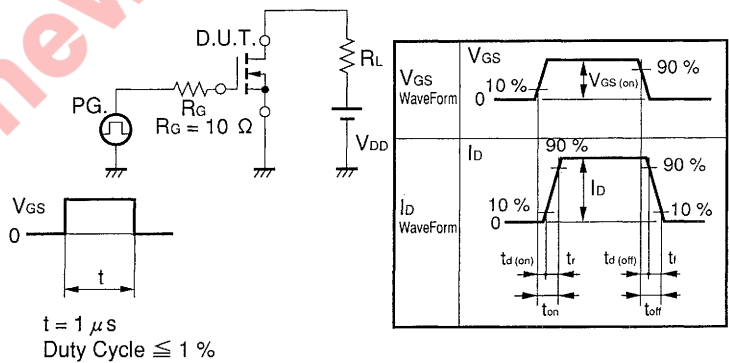 new
D.U.T.
RL
PG.
RG
RG = 10 Ω
VDD
VGS
0
t
t = 1 μs
Duty Cycle ≦ 1 %
VGS
WaveForm
VGS
10 %
0
VGS (on)
90 %
ID
WaveForm
ID
90 %
10 %
0
ID
90 %
10 %
td (on)
tr
td (off)
tf
ton
toff